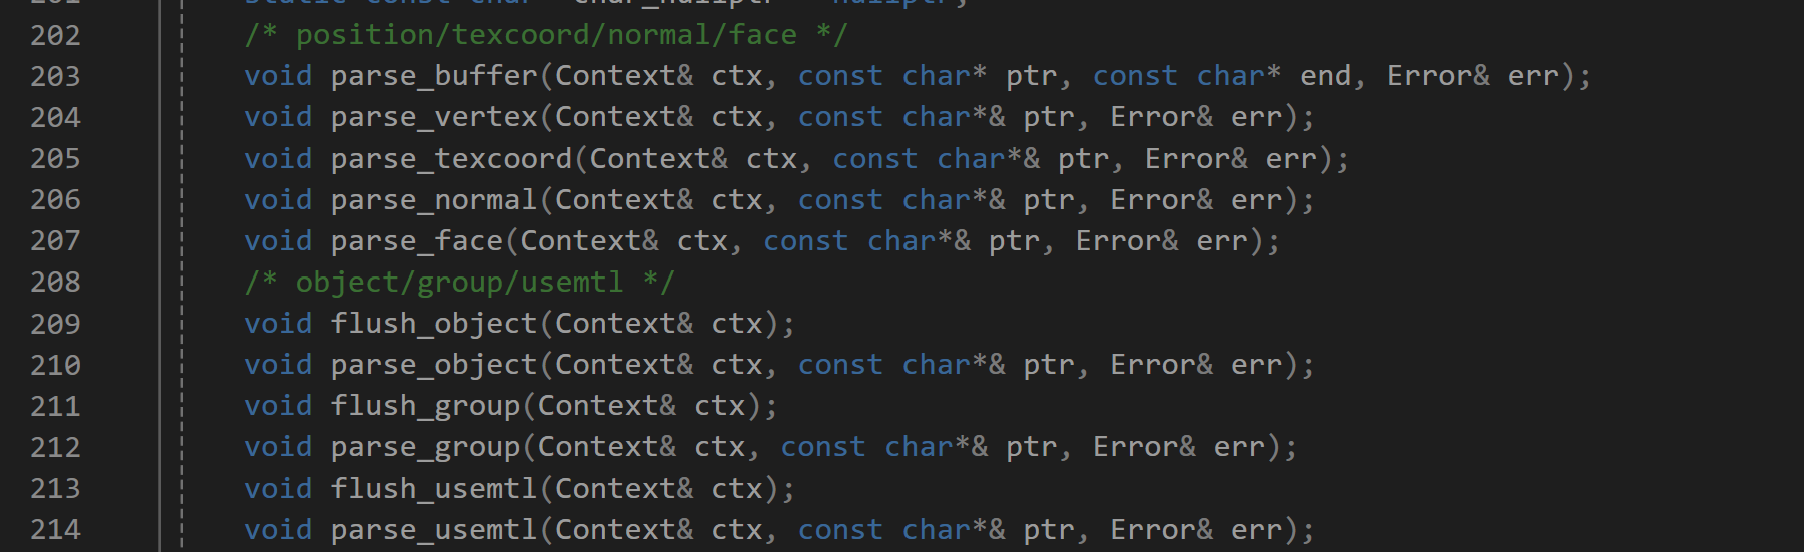 202 /* position/texcoord/normal/face */
203 void parse_buffer(Context& ctx, const char* ptr, const char* end, Error& err);
204 void parse_vertex(Context& ctx, const char*& ptr, Error& err);
205 void parse_texcoord(Context& ctx, const char*& ptr, Error& err);
206 void parse_normal(Context& ctx, const char*& ptr, Error& err);
207 void parse_face(Context& ctx, const char*& ptr, Error& err);
208 /* object/group/usemtl */
209 void flush_object(Context& ctx);
210 void parse_object(Context& ctx, const char*& ptr, Error& err);
211 void flush_group(Context& ctx);
212 void parse_group(Context& ctx, const char*& ptr, Error& err);
213 void flush_usemtl(Context& ctx);
214 void parse_usemtl(Context& ctx, const char*& ptr, Error& err);